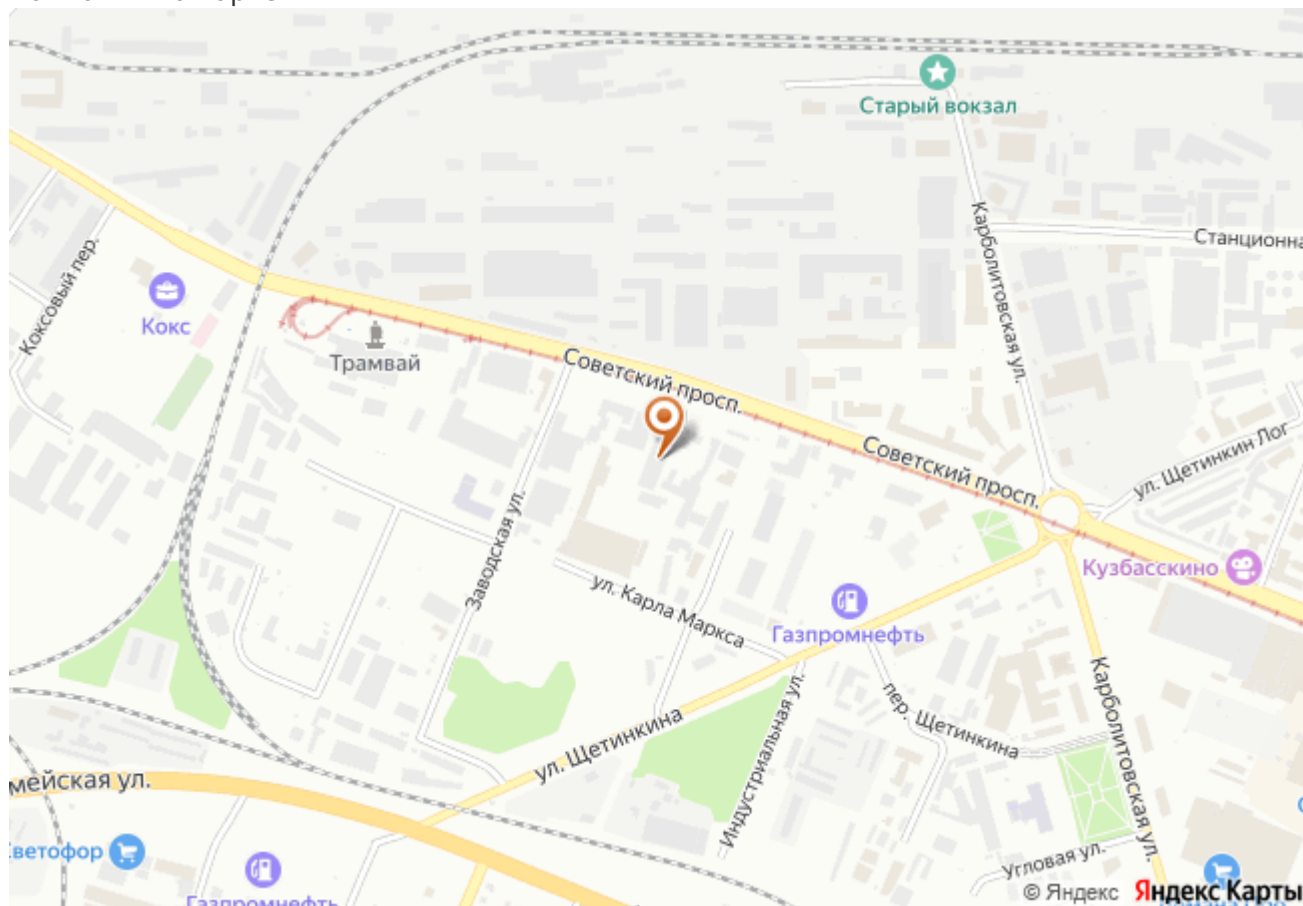 Старый вокзал
Карболитовская ул.
Станционна
Коксовый пер.
Кокс
Трамвай
Советский просп.
Советский просп.
ул. Щетинкин Лог
Заводская ул.
Кузбасскино
ул. Карла Маркса
Газпромнефть
Карболитовская ул.
пер. Щетинкина
ул. Щетинкина
Индустриальная ул.
мейская ул.
ветофор
Угловая ул.
Газпромнефть
© Яндекс Яндекс Карты